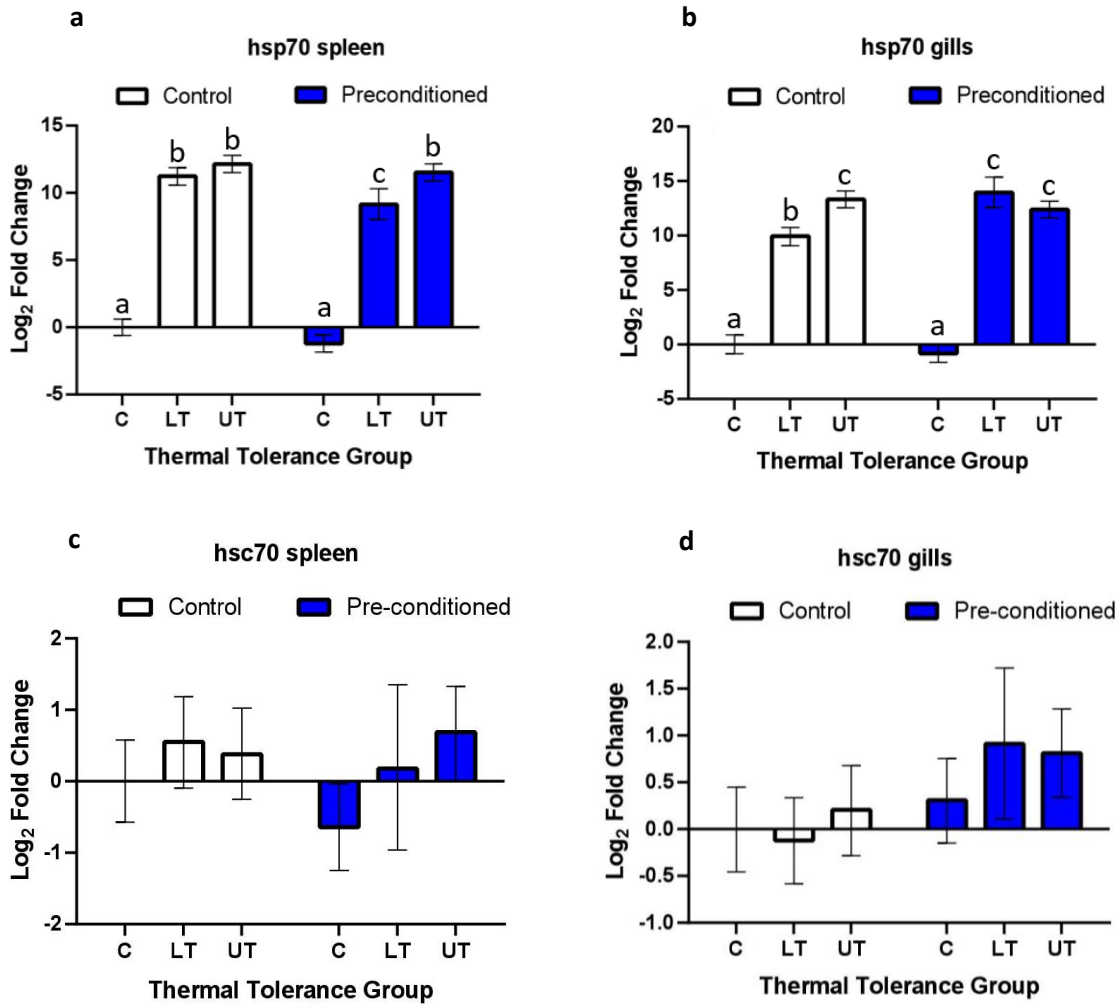 a
hsp70 spleen
Control Preconditioned
15
10
5
0
-5
Log2 Fold Change
a b b a c b
C LT UT C LT UT
Thermal Tolerance Group
b
hsp70 gills
Control Preconditioned
20
15
10
5
0
-5
Log2 Fold Change
a b c a c c
C LT UT C LT UT
Thermal Tolerance Group
c
hsc70 spleen
Control Pre-conditioned
2
1
0
-1
-2
Log2 Fold Change
C LT UT C LT UT
Thermal Tolerance Group
d
hsc70 gills
Control Pre-conditioned
2.0
1.5
1.0
0.5
0.0
-0.5
-1.0
Log2 Fold Change
C LT UT C LT UT
Thermal Tolerance Group